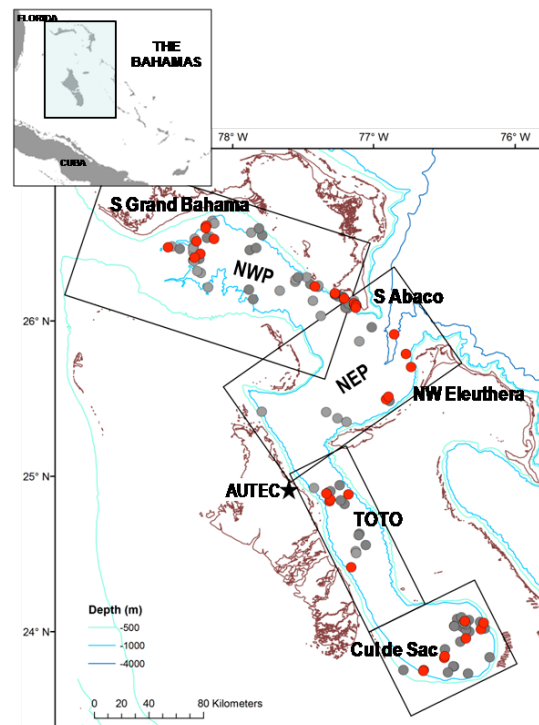 FLORIDA
THE
BAHAMAS
CUBA
78° W
77° W
76° W
S Grand Bahama
NWP
S Abaco
26° N
NEP
NW Eleuthera
25° N
AUTEC
TOTO
Depth (m)
-500
-1000
-4000
24° N
Cul de Sac
0 20 40 80 Kilometers